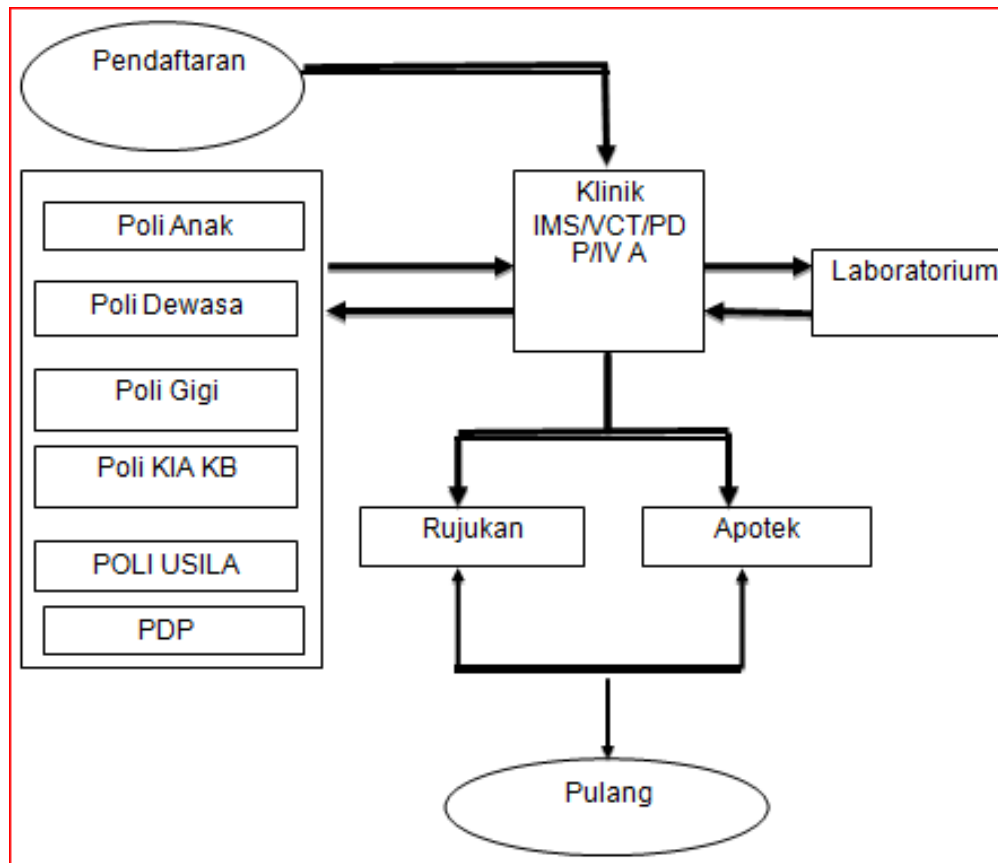 Pendaftaran
Klinik
IMS/VCT/PD
P/IV A
Laboratorium
Poli Anak
Poli Dewasa
Poli Gigi
Poli KIA KB
POLI USILA
PDP
Rujukan
Apotek
Pulang